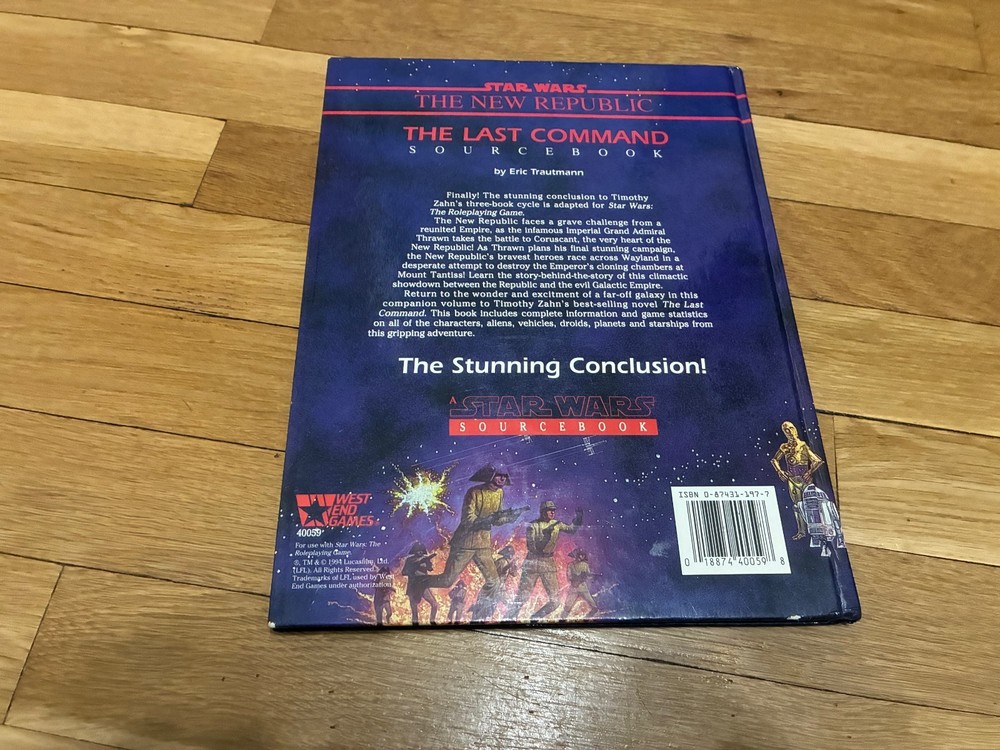 STAR WARS
THE NEW REPUBLIC
THE LAST COMMAND
SOURCEBOOK
by Eric Trautmann
Finally! The stunning conclusion to Timothy
Zahn's three-book cycle is adapted for Star Wars:
The Roleplaying Game.
The New Republic faces a grave challenge from a
reunited Empire, as the infamous Imperial Grand Admiral
Thrawn takes the battle to Coruscant, the very heart of the
New Republic! As Thrawn plans his final stunning campaign,
the New Republic's bravest heroes race across Wayland in a
desperate attempt to destroy the Emperor's cloning chambers at
Mount Tantiss! Learn the story-behind-the-story of this climactic
showdown between the Republic and the evil Galactic Empire.
Return to the wonder and excitment of a far-off galaxy in this
companion volume to Timothy Zahn's best-selling novel The Last
Command. This book includes complete information and game statistics
on all of the characters, aliens, vehicles, droids, planets and starships from
this gripping adventure.
The Stunning Conclusion!
A STAR WARS
SOURCEBOOK
WEST
END
GAMES
40059
For use with Star Wars: The
Roleplaying Game.
®, TM & © 1994 Lucasfilm, Ltd.
(LFL). All Rights Reserved.
Trademarks of LFL used by West
End Games under authorization.
ISBN 0-87431-197-7
0 18874 40059 8